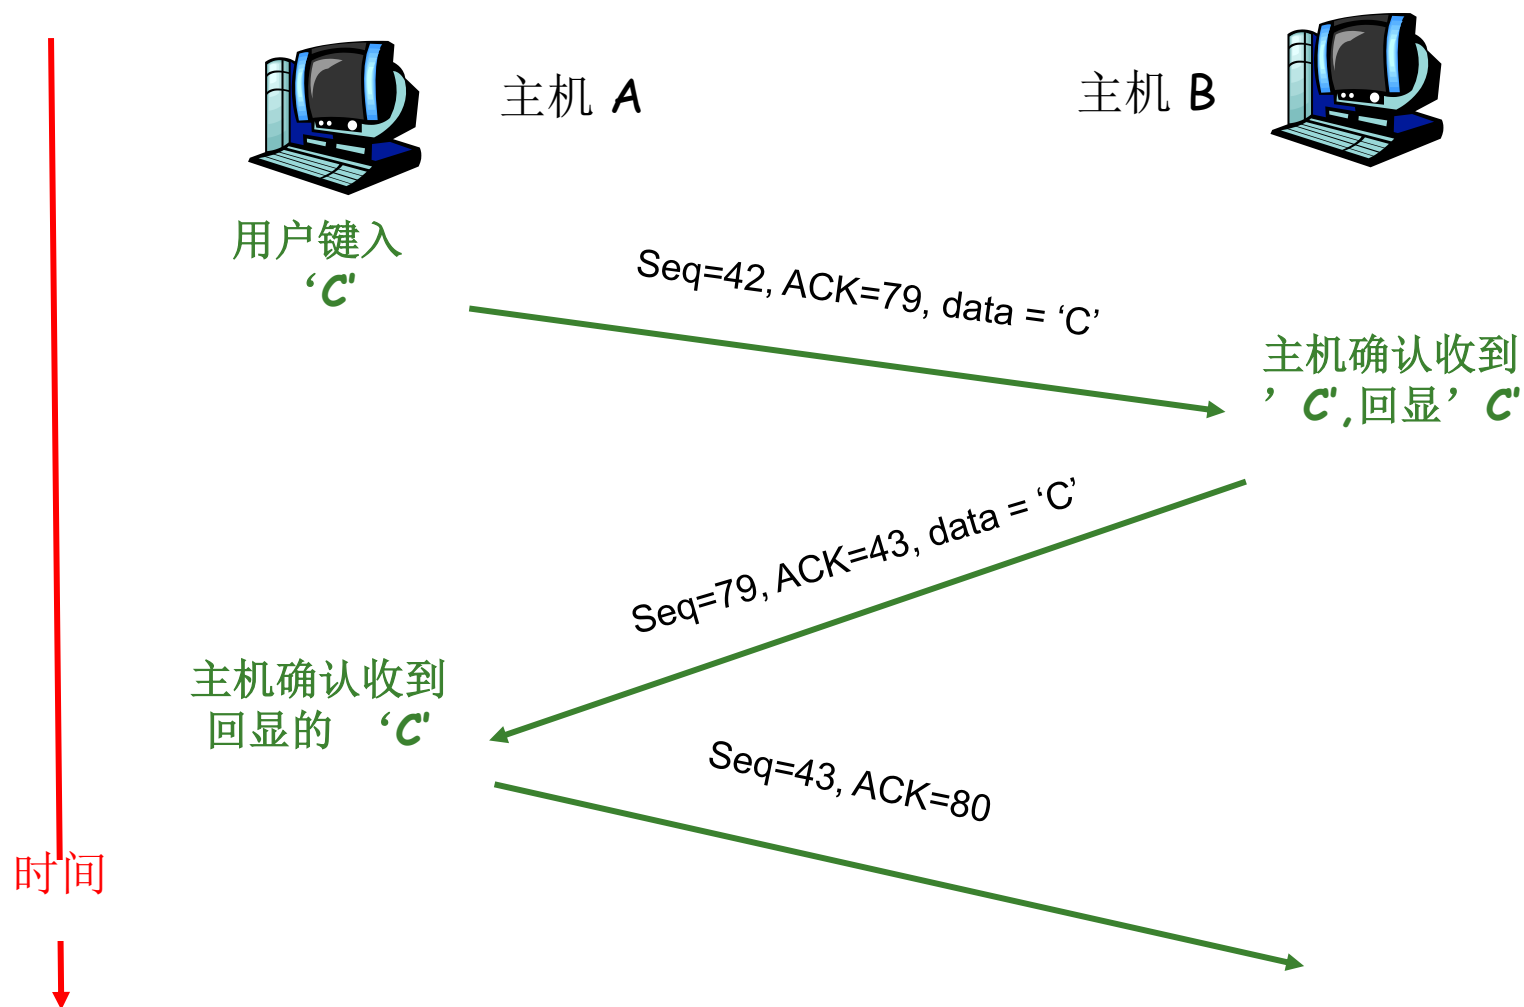 主机 A
主机 B
用户键入
‘C'
Seq=42, ACK=79, data = ‘C’
主机确认收到
’C',回显’C'
Seq=79, ACK=43, data = ‘C’
主机确认收到
回显的 ‘C'
Seq=43, ACK=80
时间